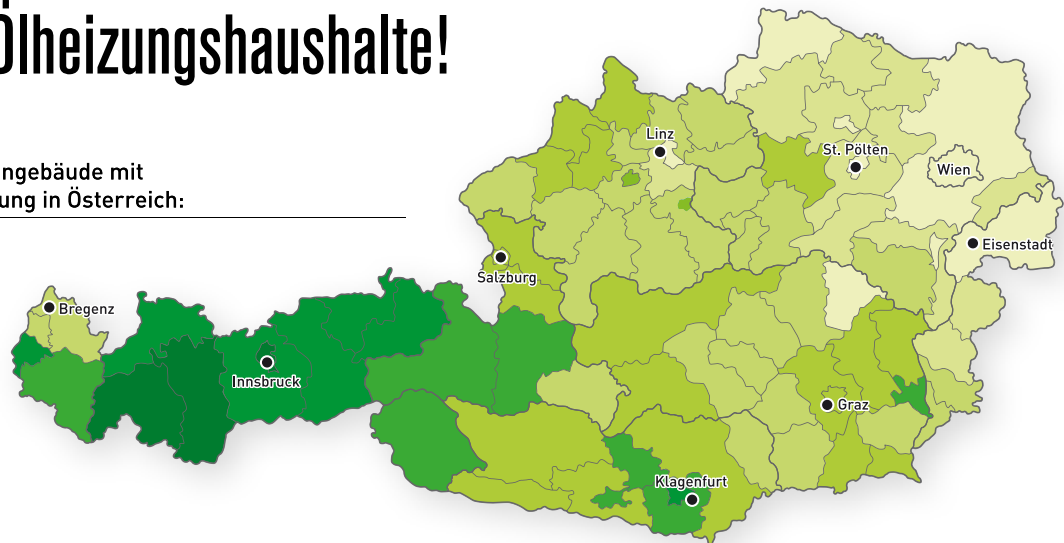 Ölheizungshaushalte!
ngebäude mit
ung in Österreich:
Linz
St. Pölten
Wien
Eisenstadt
Salzburg
Bregenz
Innsbruck
Graz
Klagenfurt